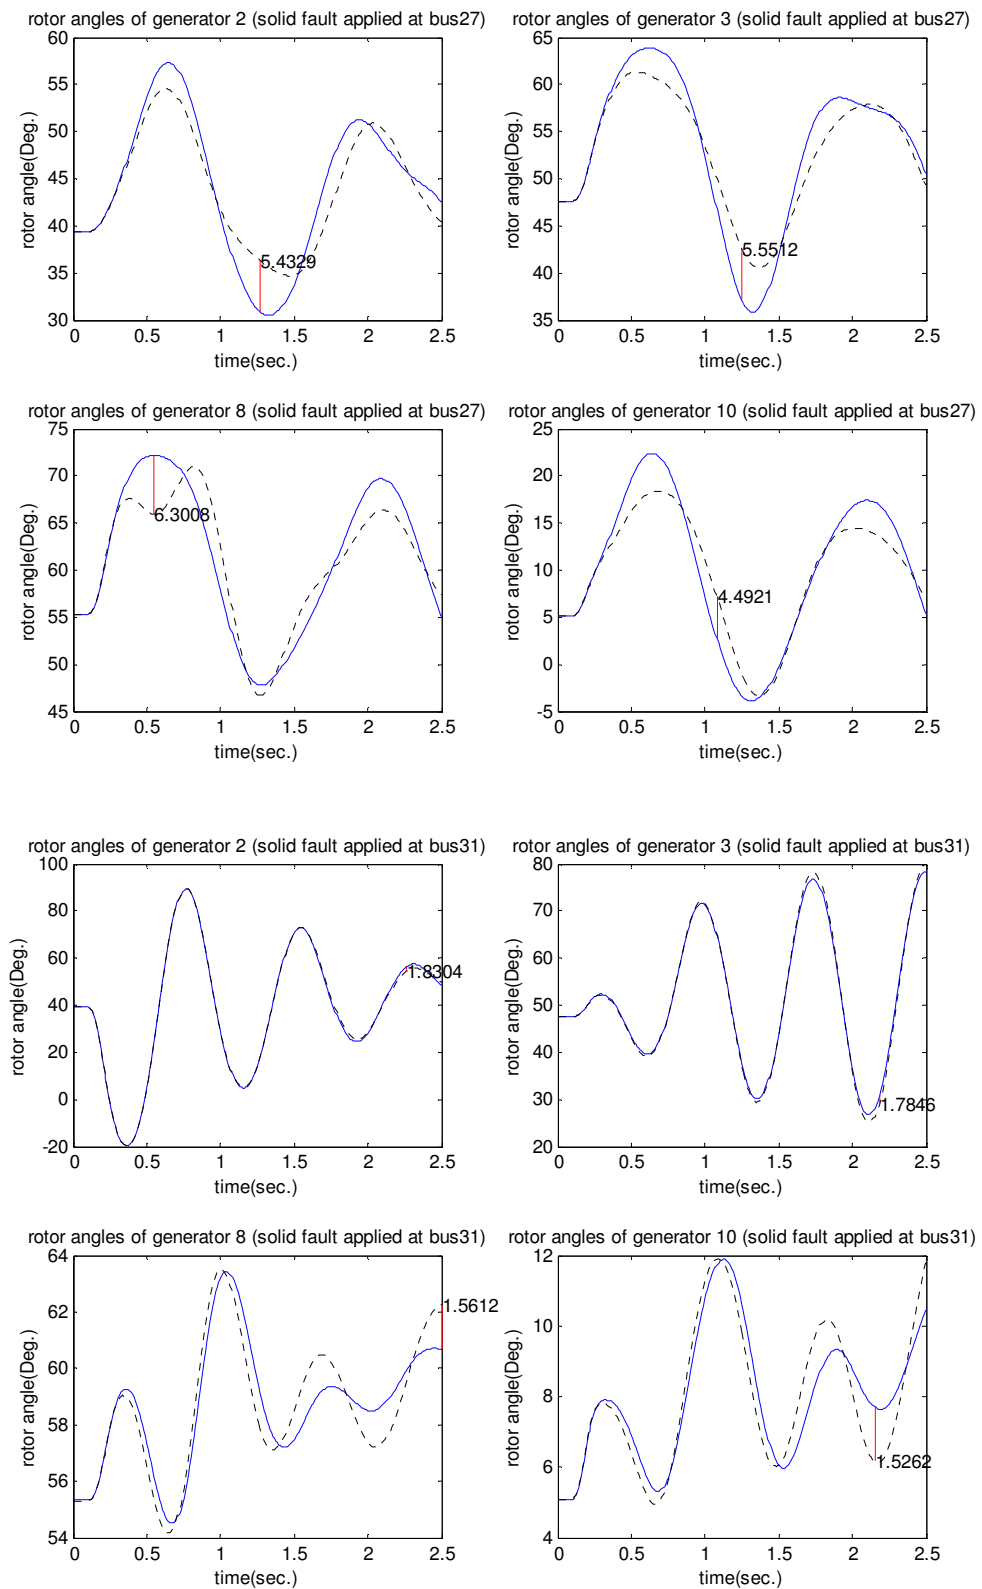 rotor angles of generator 2 (solid fault applied at bus27)
60
55
50
45
40
35
30
rotor angle(Deg.)
5.4329
0 0.5 1 1.5 2 2.5
time(sec.)
rotor angles of generator 3 (solid fault applied at bus27)
65
60
55
50
45
40
35
rotor angle(Deg.)
5.5512
0 0.5 1 1.5 2 2.5
time(sec.)
rotor angles of generator 8 (solid fault applied at bus27)
75
70
65
60
55
50
45
rotor angle(Deg.)
6.3008
0 0.5 1 1.5 2 2.5
time(sec.)
rotor angles of generator 10 (solid fault applied at bus27)
25
20
15
10
5
0
-5
rotor angle(Deg.)
4.4921
0 0.5 1 1.5 2 2.5
time(sec.)
rotor angles of generator 2 (solid fault applied at bus31)
100
80
60
40
20
0
-20
rotor angle(Deg.)
1.8304
0 0.5 1 1.5 2 2.5
time(sec.)
rotor angles of generator 3 (solid fault applied at bus31)
80
70
60
50
40
30
20
rotor angle(Deg.)
1.7846
0 0.5 1 1.5 2 2.5
time(sec.)
rotor angles of generator 8 (solid fault applied at bus31)
64
62
60
58
56
54
rotor angle(Deg.)
1.5612
0 0.5 1 1.5 2 2.5
time(sec.)
rotor angles of generator 10 (solid fault applied at bus31)
12
10
8
6
4
rotor angle(Deg.)
1.5262
0 0.5 1 1.5 2 2.5
time(sec.)